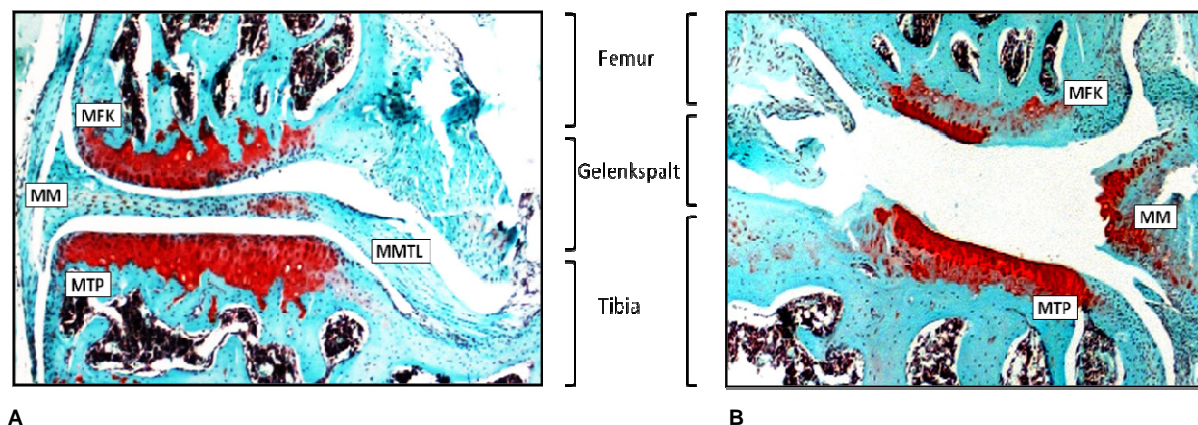 MFK
MM
MMTL
MTP
A
Femur
Gelenkspalt
Tibia
MFK
MM
MTP
B